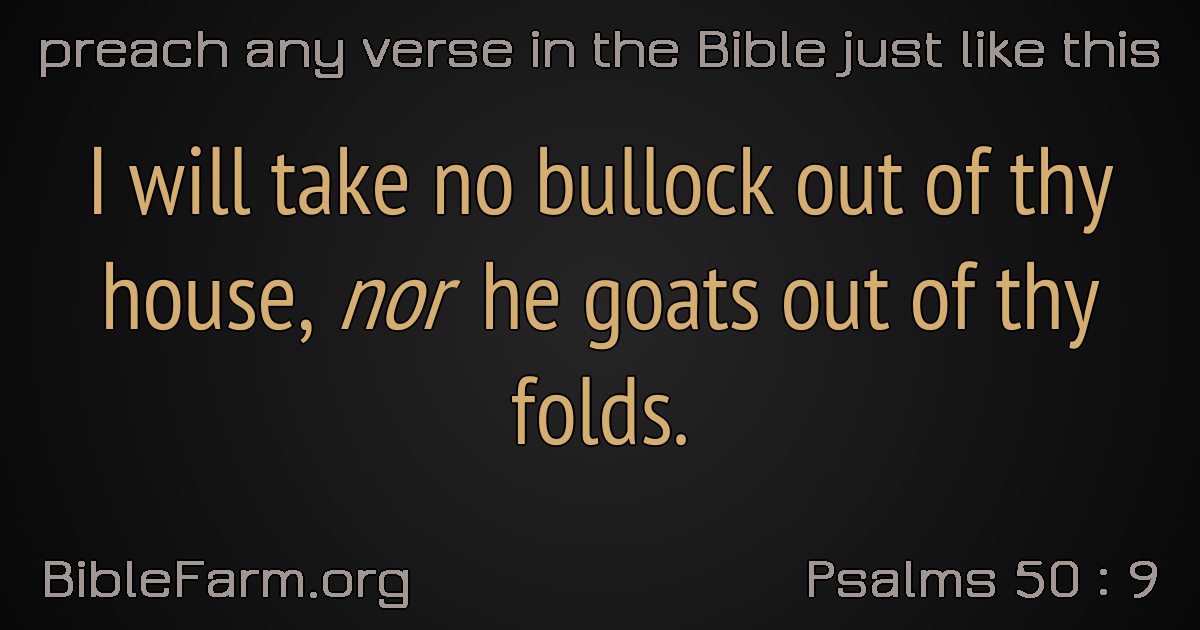 preach any verse in the Bible just like this
I will take no bullock out of thy
house, nor he goats out of thy
folds.
BibleFarm.org
Psalms 50 : 9